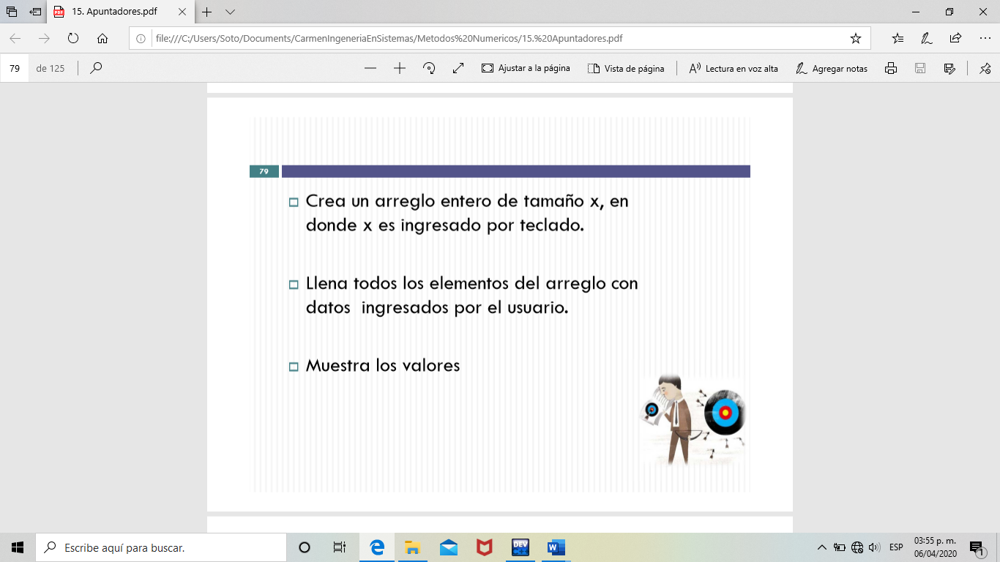 15. Apuntadores.pdf
file:///C:/Users/Soto/Documents/CarmenIngeneriaEnSistemas/Metodos%20Numericos/15.%20Apuntadores.pdf
79 de 125 Ajustar a la página Vista de página Lectura en voz alta Agregar notas
79
Crea un arreglo entero de tamaño x, en
donde x es ingresado por teclado.
Llena todos los elementos del arreglo con
datos ingresados por el usuario.
Muestra los valores
Escribe aquí para buscar.
DEV
C++
W
ESP
03:55 p. m.
06/04/2020
1